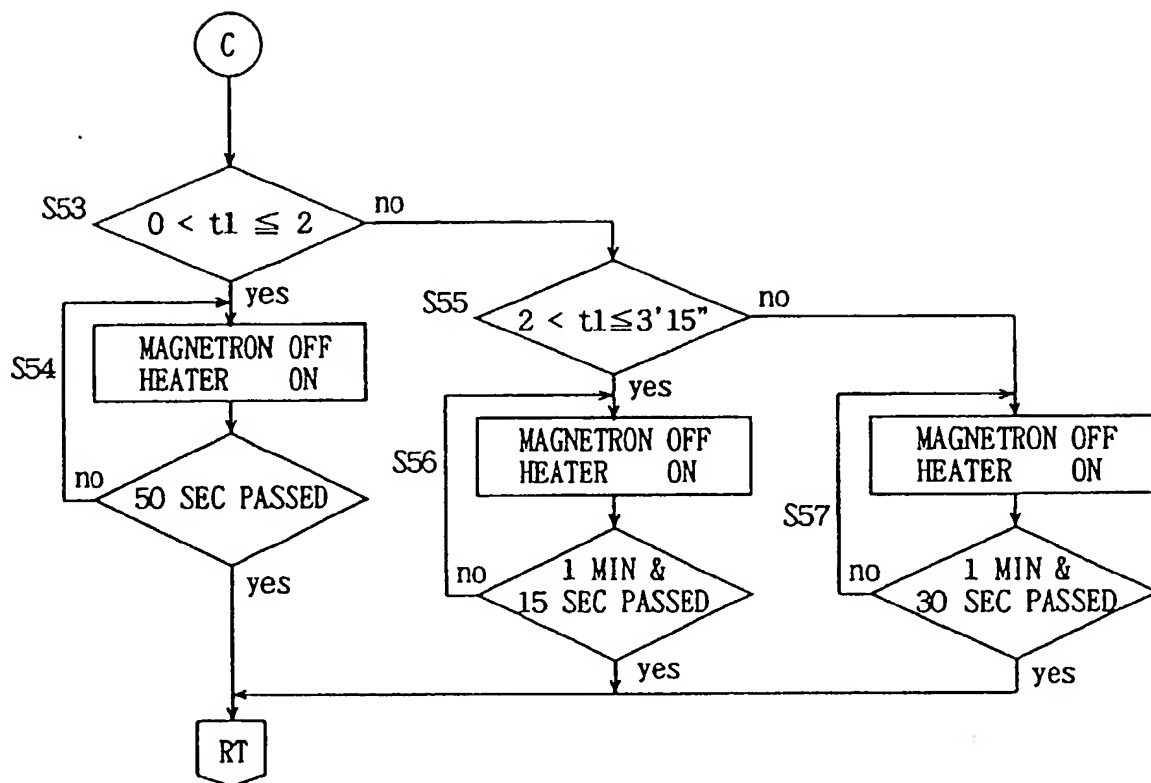 C
S53
0 < t1 ≦ 2
no
yes
S54
MAGNETRON OFF
HEATER ON
no
50 SEC PASSED
yes
S55
2 < t1≦3'15"
no
yes
S56
MAGNETRON OFF
HEATER ON
no
1 MIN &
15 SEC PASSED
yes
S57
MAGNETRON OFF
HEATER ON
no
1 MIN &
30 SEC PASSED
yes
RT